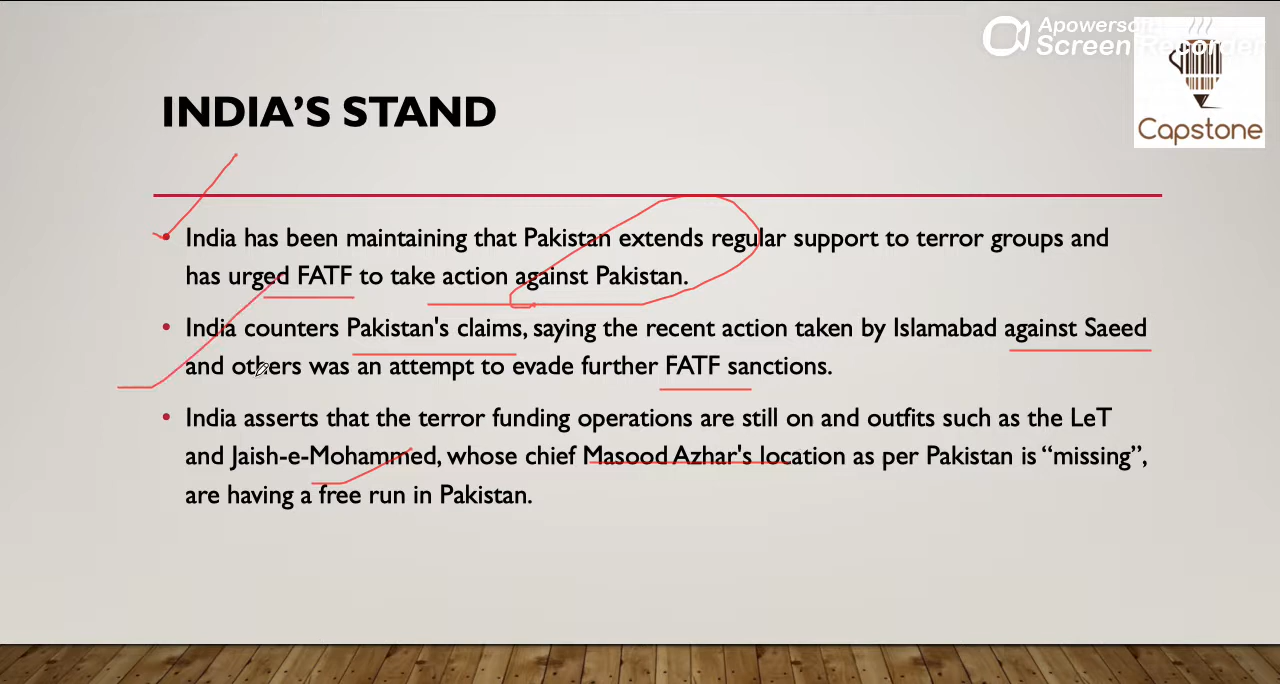 Apowersoft
Screen Recorder
Capstone
INDIA'S STAND
• India has been maintaining that Pakistan extends regular support to terror groups and
has urged FATF to take action against Pakistan.
• India counters Pakistan's claims, saying the recent action taken by Islamabad against Saeed
and others was an attempt to evade further FATF sanctions.
• India asserts that the terror funding operations are still on and outfits such as the LeT
and Jaish-e-Mohammed, whose chief Masood Azhar's location as per Pakistan is “missing”,
are having a free run in Pakistan.